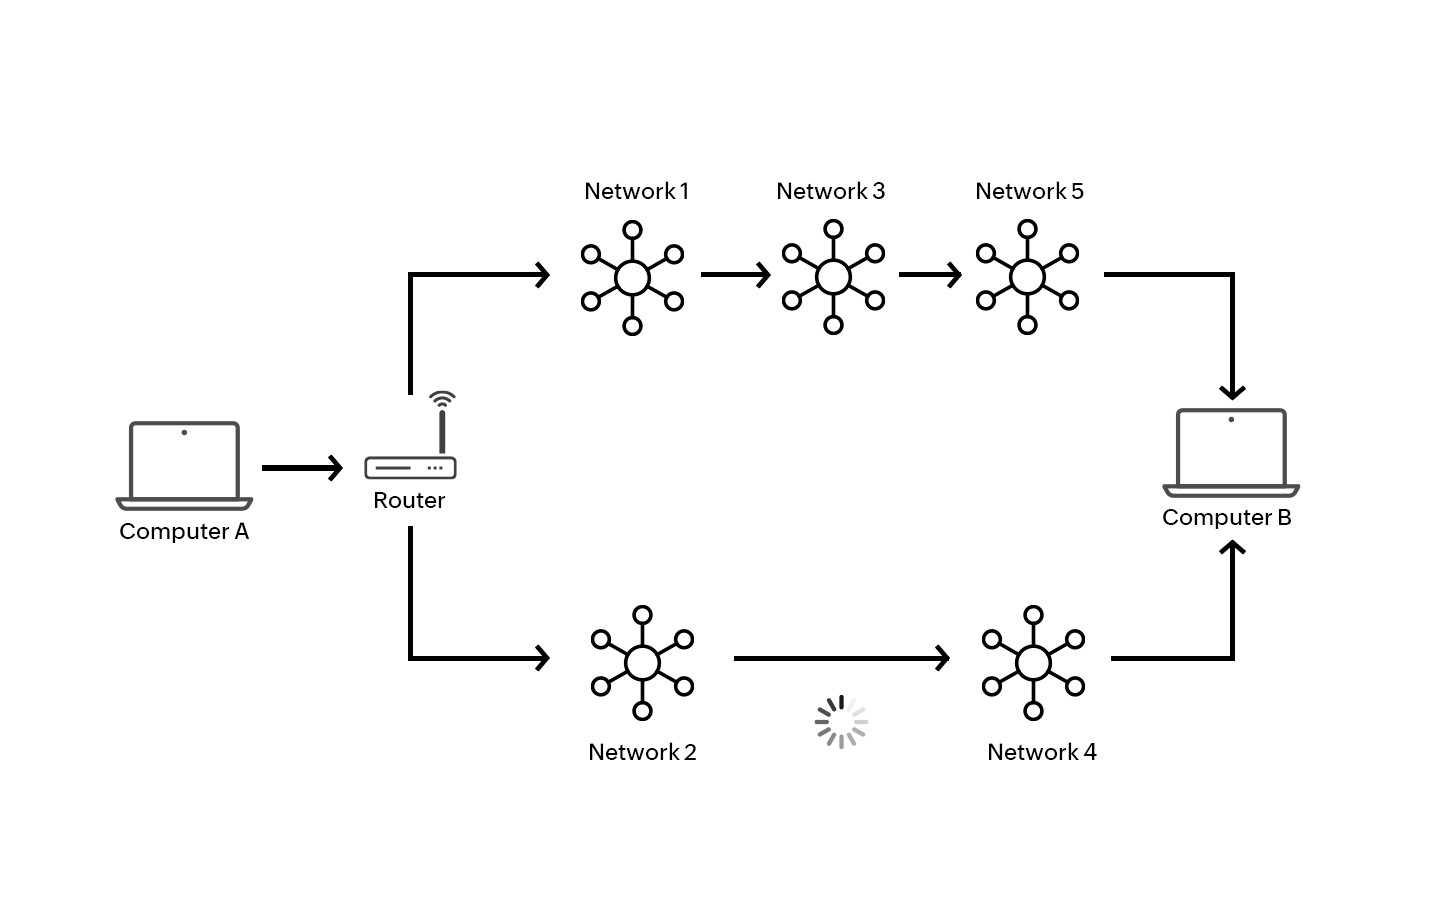 Network 1
Network 3
Network 5
Router
Computer A
Computer B
Network 2
Network 4